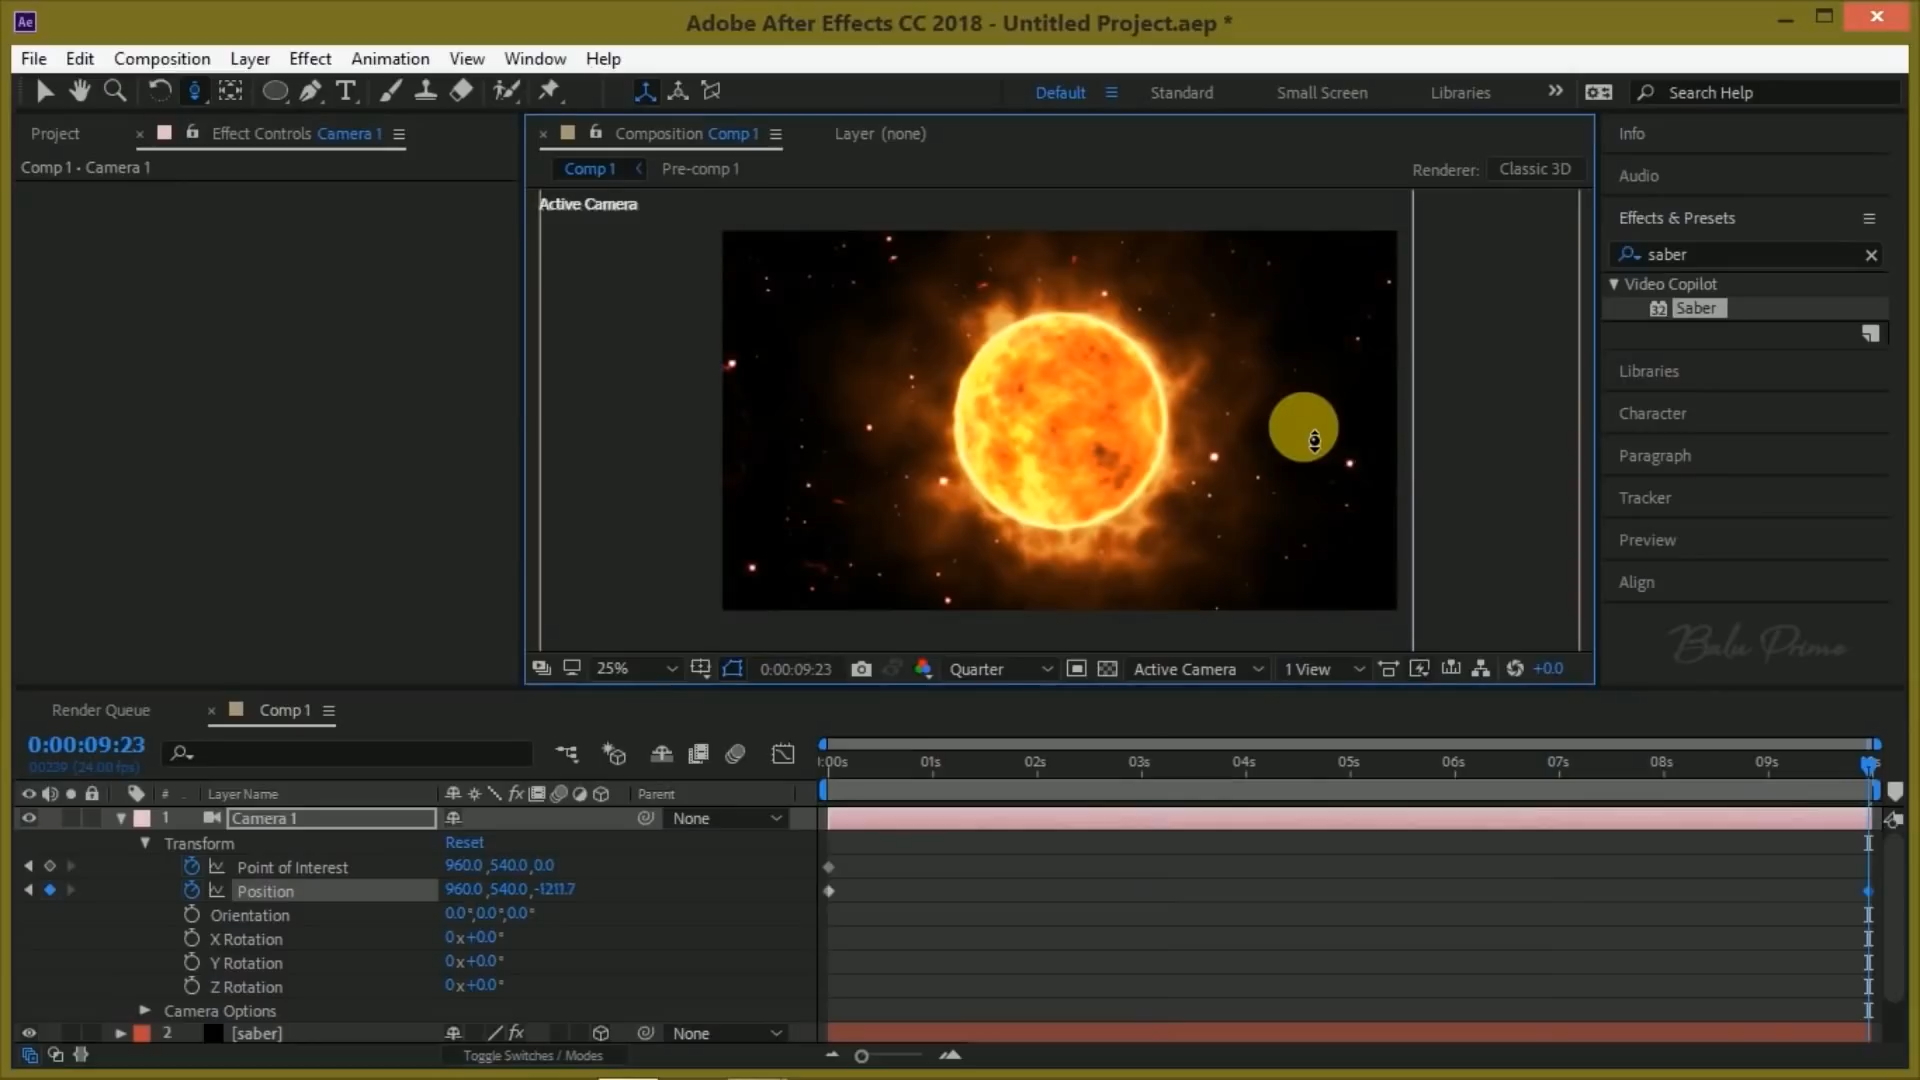 Ae
Adobe After Effects CC 2018 - Untitled Project.aep *
File Edit Composition Layer Effect Animation View Window Help
Default Standard Small Screen Libraries Search Help
Project Effect Controls Camera 1
Comp 1 • Camera 1
Composition Comp 1 Layer (none)
Comp 1 Pre-comp 1 Renderer: Classic 3D
Active Camera
25% 0:00:09:23 Quarter Active Camera 1 View +0.0
Info
Audio
Effects & Presets
saber
Video Copilot
32 Saber
Libraries
Character
Paragraph
Tracker
Preview
Align
Balu Prime
Render Queue Comp 1
0:00:09:23
00239 (24.00 fps)
:00s 01s 02s 03s 04s 05s 06s 07s 08s 09s
# Layer Name Parent
1 Camera 1 None
Transform Reset
Point of Interest 960.0,540.0,0.0
Position 960.0,540.0,-1211.7
Orientation 0.0°,0.0°,0.0°
X Rotation 0x+0.0°
Y Rotation 0x+0.0°
Z Rotation 0x+0.0°
Camera Options
2 [saber] None
Toggle Switches / Modes